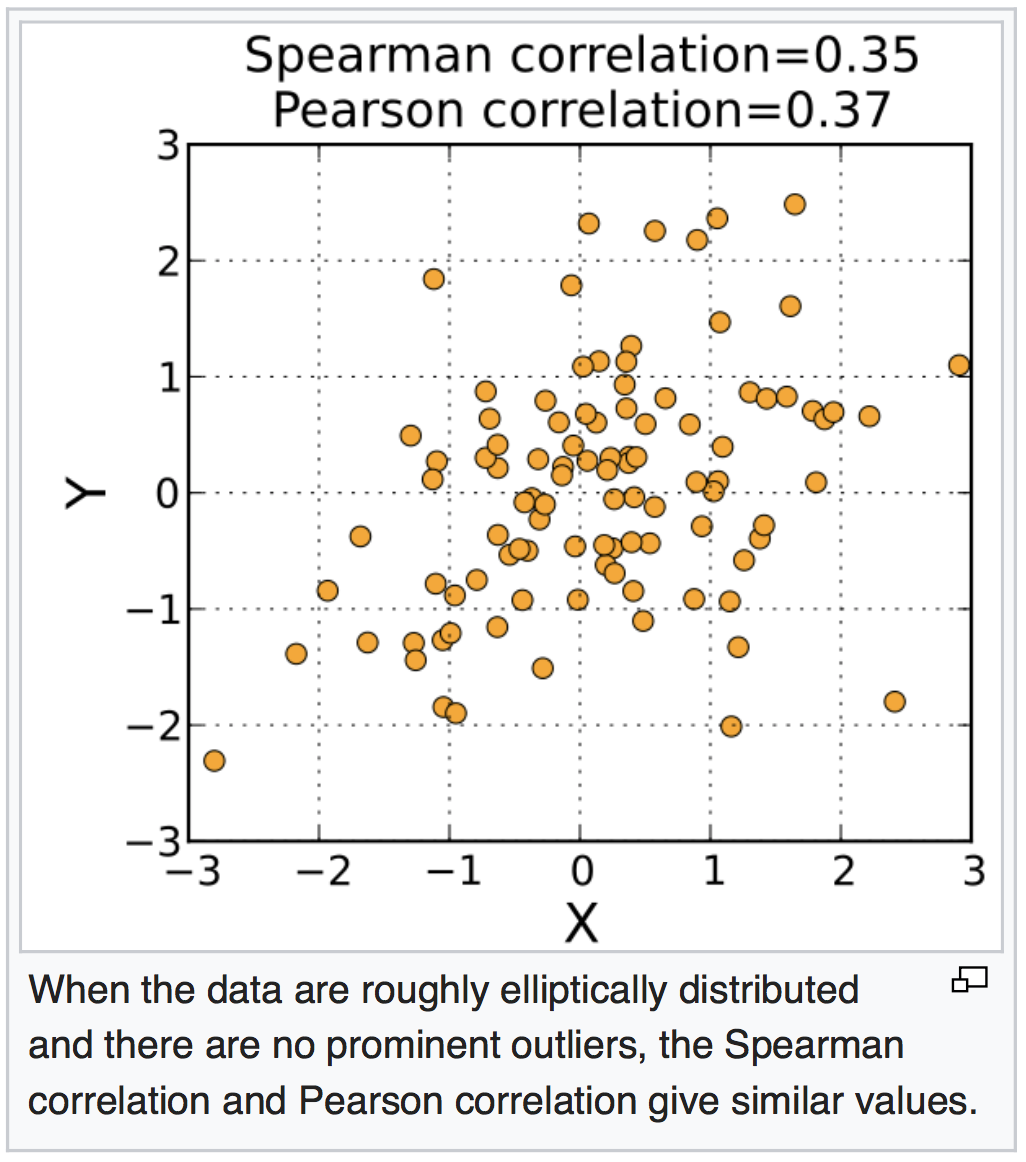 Spearman correlation=0.35
Pearson correlation=0.37
3
2
1
0
−1
−2
−3
Y
−3 −2 −1 0 1 2 3
X
When the data are roughly elliptically distributed
and there are no prominent outliers, the Spearman
correlation and Pearson correlation give similar values.